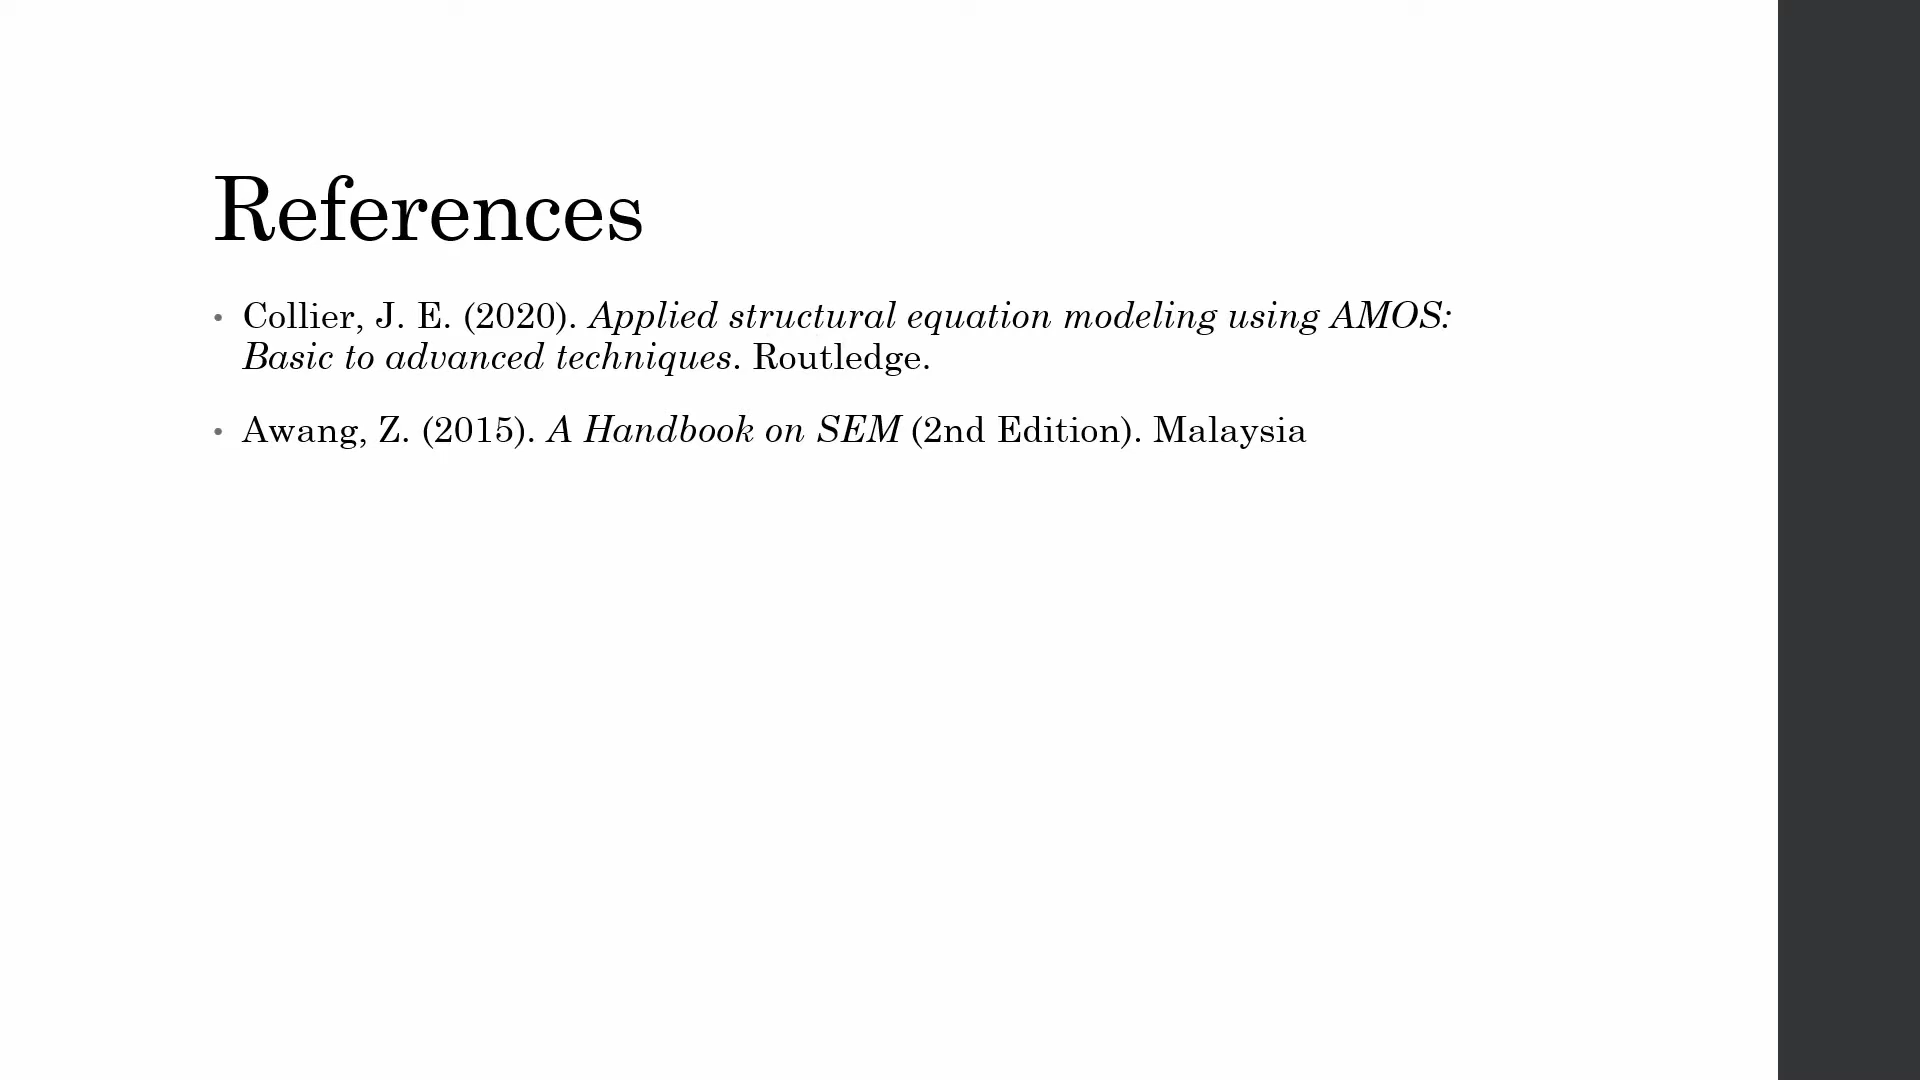 References
• Collier, J. E. (2020). Applied structural equation modeling using AMOS:
Basic to advanced techniques. Routledge.
• Awang, Z. (2015). A Handbook on SEM (2nd Edition). Malaysia